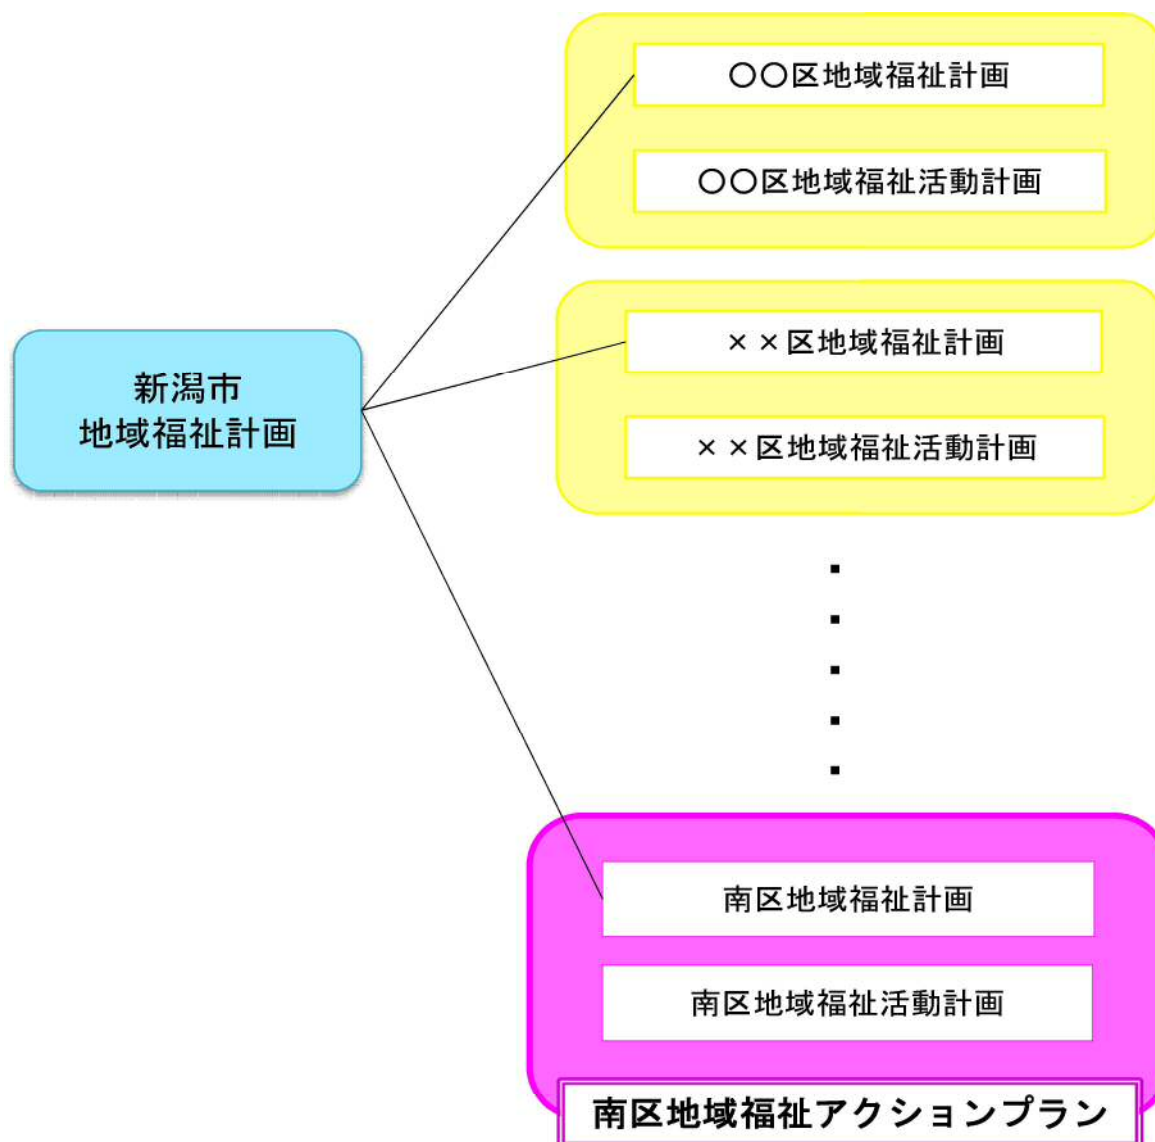 〇〇区地域福祉計画
〇〇区地域福祉活動計画
××区地域福祉計画
××区地域福祉活動計画
新潟市
地域福祉計画
南区地域福祉計画
南区地域福祉活動計画
南区地域福祉アクションプラン